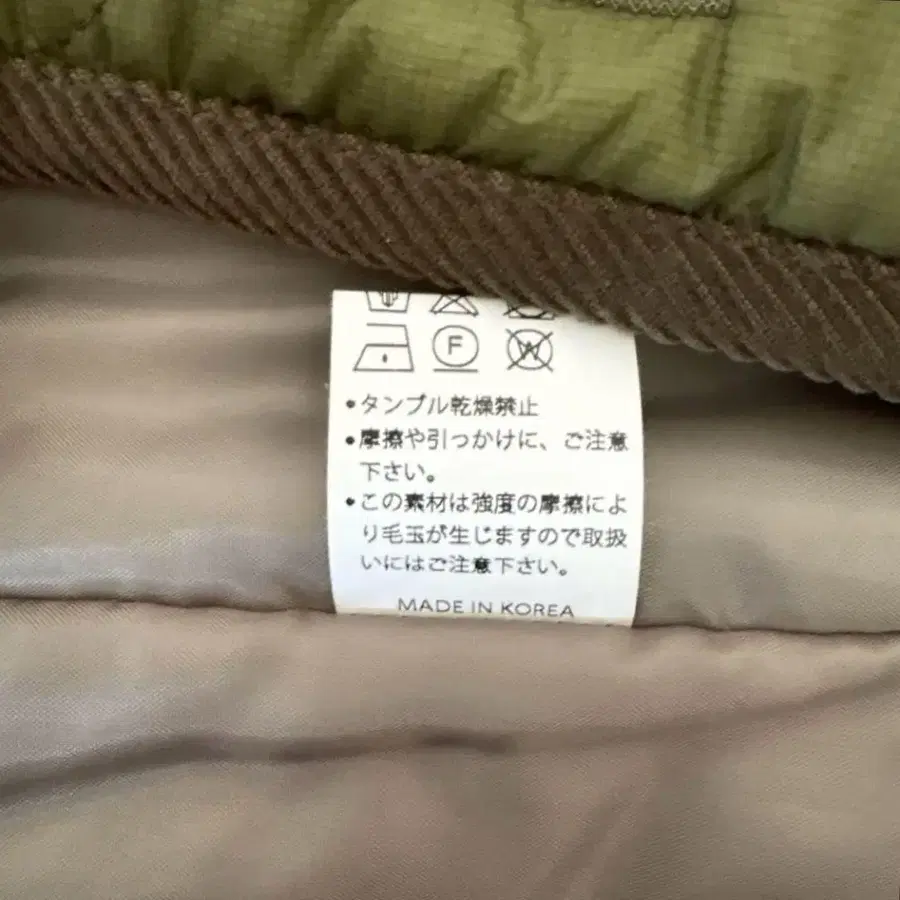 F W
•タンブル乾燥禁止
•摩擦や引っかけに、ご注意
下さい。
•この素材は強度の摩擦によ
り毛玉が生じますので取扱
いにはご注意下さい。
MADE IN KOREA